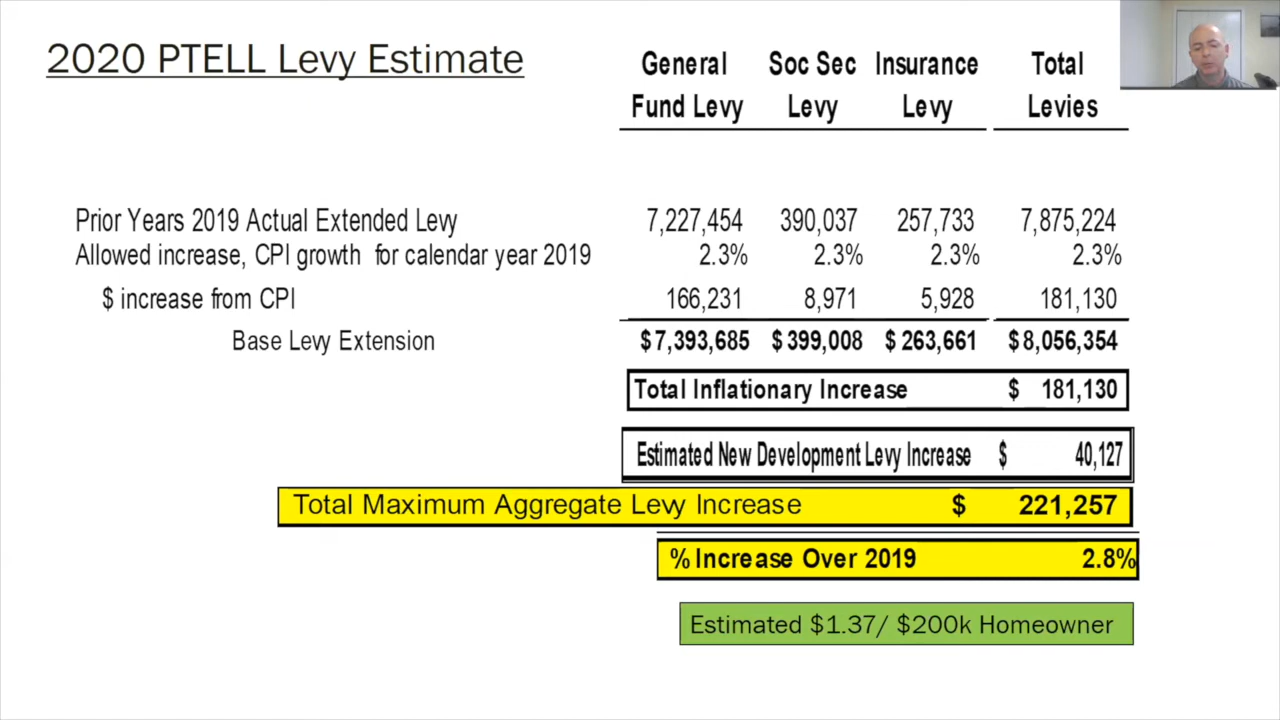 2020 PTELL Levy Estimate
General Soc Sec Insurance Total
Fund Levy Levy Levy Levies
Prior Years 2019 Actual Extended Levy 7,227,454 390,037 257,733 7,875,224
Allowed increase, CPI growth for calendar year 2019 2.3% 2.3% 2.3% 2.3%
$ increase from CPI 166,231 8,971 5,928 181,130
Base Levy Extension $7,393,685 $399,008 $263,661 $8,056,354
Total Inflationary Increase $ 181,130
Estimated New Development Levy Increase $ 40,127
Total Maximum Aggregate Levy Increase $ 221,257
% Increase Over 2019 2.8%
Estimated $1.37/ $200k Homeowner